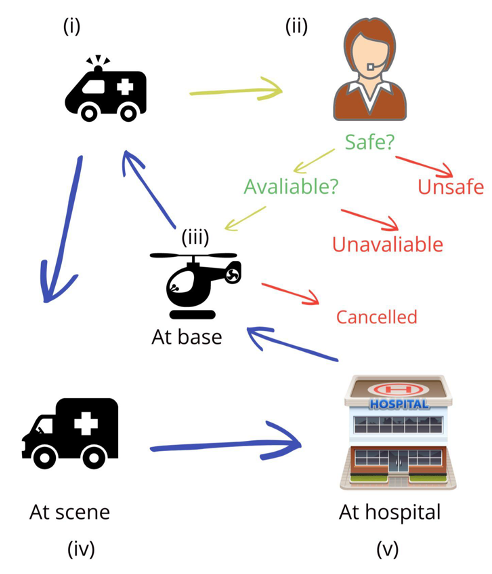 (i)
(ii)
Safe?
Avaliable?
Unsafe
(iii)
Unavaliable
Cancelled
At base
H
HOSPITAL
At scene
At hospital
(iv)
(v)